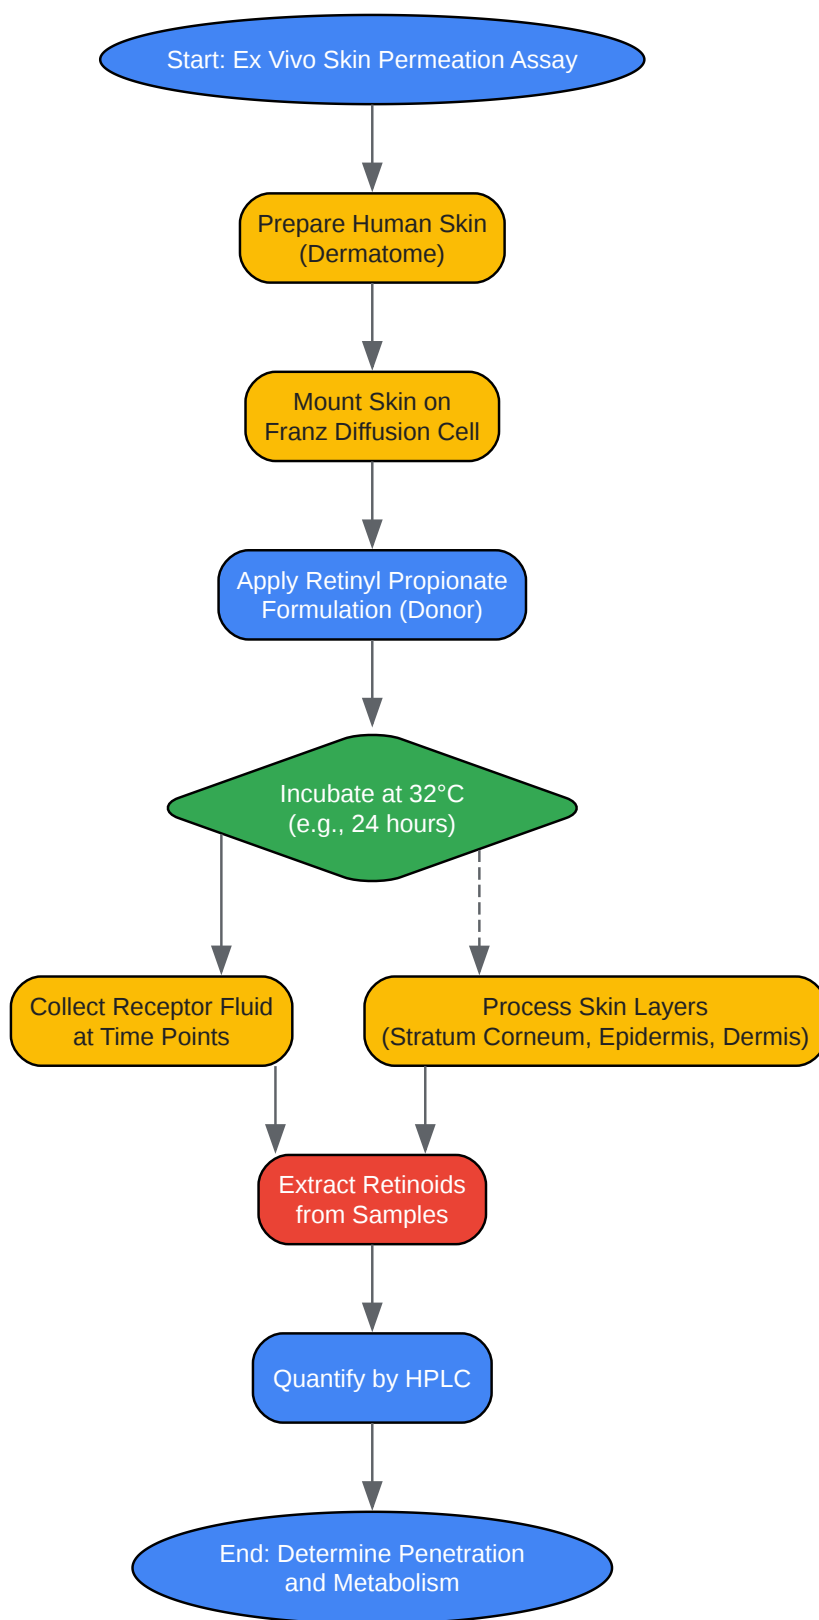 Start: Ex Vivo Skin Permeation Assay
Prepare Human Skin
(Dermatome)
Mount Skin on
Franz Diffusion Cell
Apply Retinyl Propionate
Formulation (Donor)
Incubate at 32°C
(e.g., 24 hours)
Collect Receptor Fluid
at Time Points
Process Skin Layers
(Stratum Corneum, Epidermis, Dermis)
Extract Retinoids
from Samples
Quantify by HPLC
End: Determine Penetration
and Metabolism